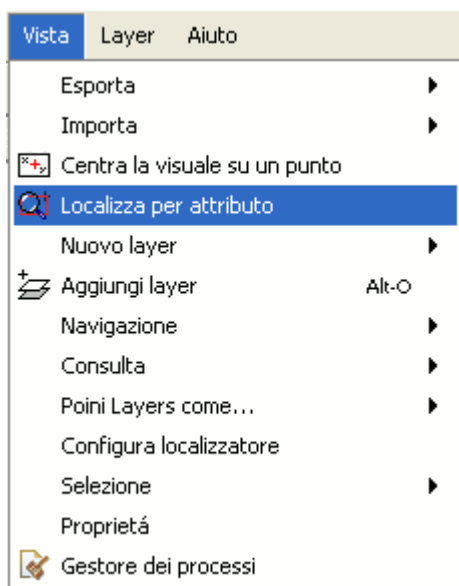 Vista Layer Aiuto
Esporta
Importa
Centra la visuale su un punto
Localizza per attributo
Nuovo layer
Aggiungi layer Alt-O
Navigazione
Consulta
Poini Layers come...
Configura localizzatore
Selezione
Proprietá
Gestore dei processi